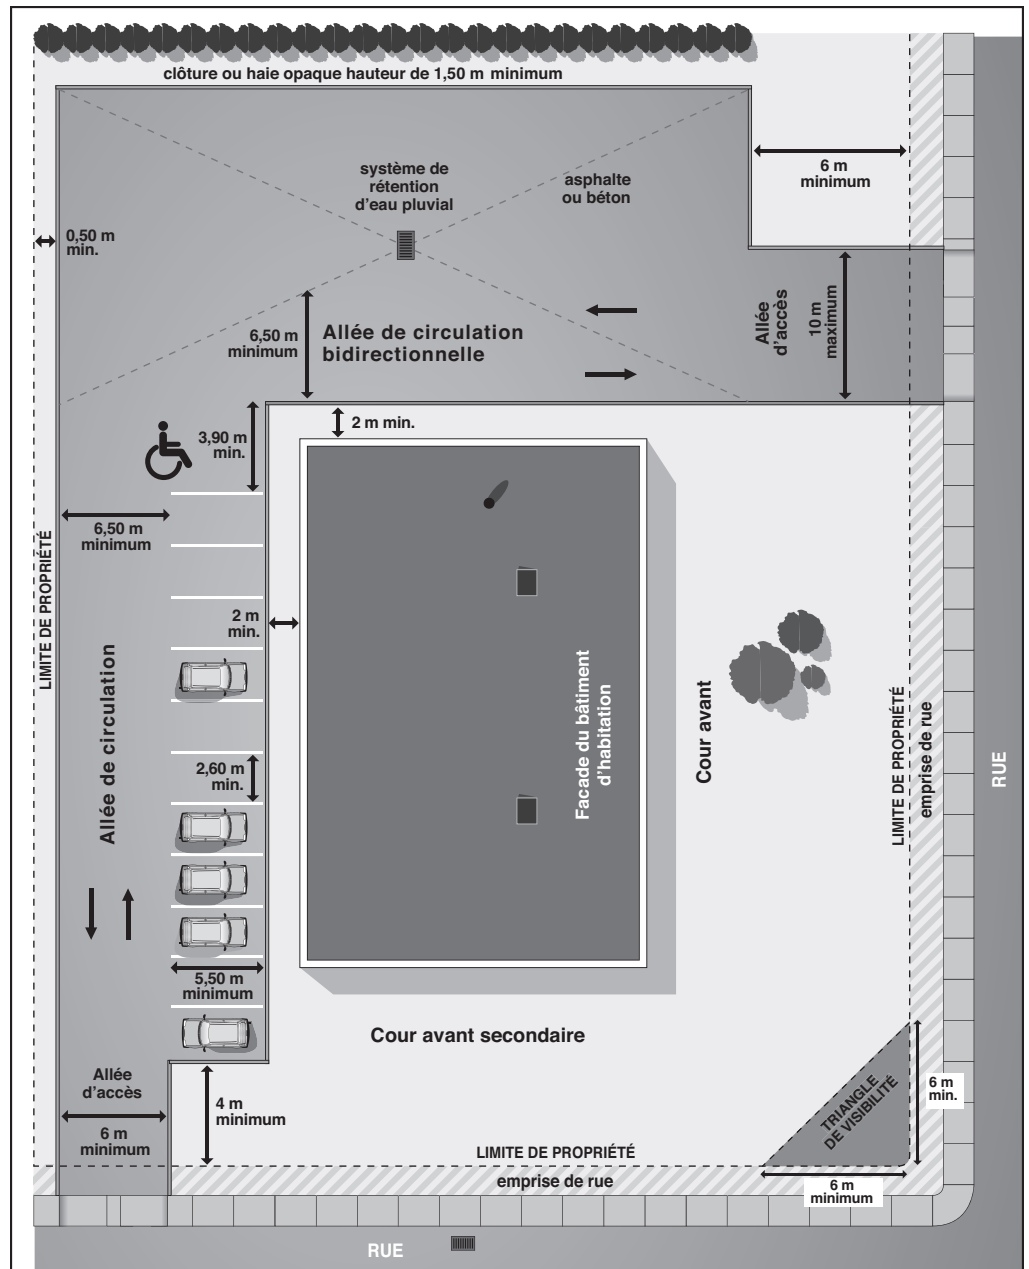 clôture ou haie opaque hauteur de 1,50 m minimum
système de
rétention
d'eau pluvial
asphalte
ou béton
6 m
minimum
0,50 m
min.
6,50 m
minimum
Allée de circulation
bidirectionnelle
Allée
d'accès
10 m
maximum
3,90 m
min.
2 m min.
6,50 m
minimum
LIMITE DE PROPRIÉTÉ
2 m
min.
Allée de circulation
Facade du bâtiment
d'habitation
Cour avant
LIMITE DE PROPRIÉTÉ
emprise de rue
RUE
2,60 m
min.
5,50 m
minimum
Cour avant secondaire
Allée
d'accès
6 m
minimum
4 m
minimum
TRIANGLE
DE VISIBILITÉ
6 m
min.
LIMITE DE PROPRIÉTÉ
emprise de rue
6 m
minimum
RUE